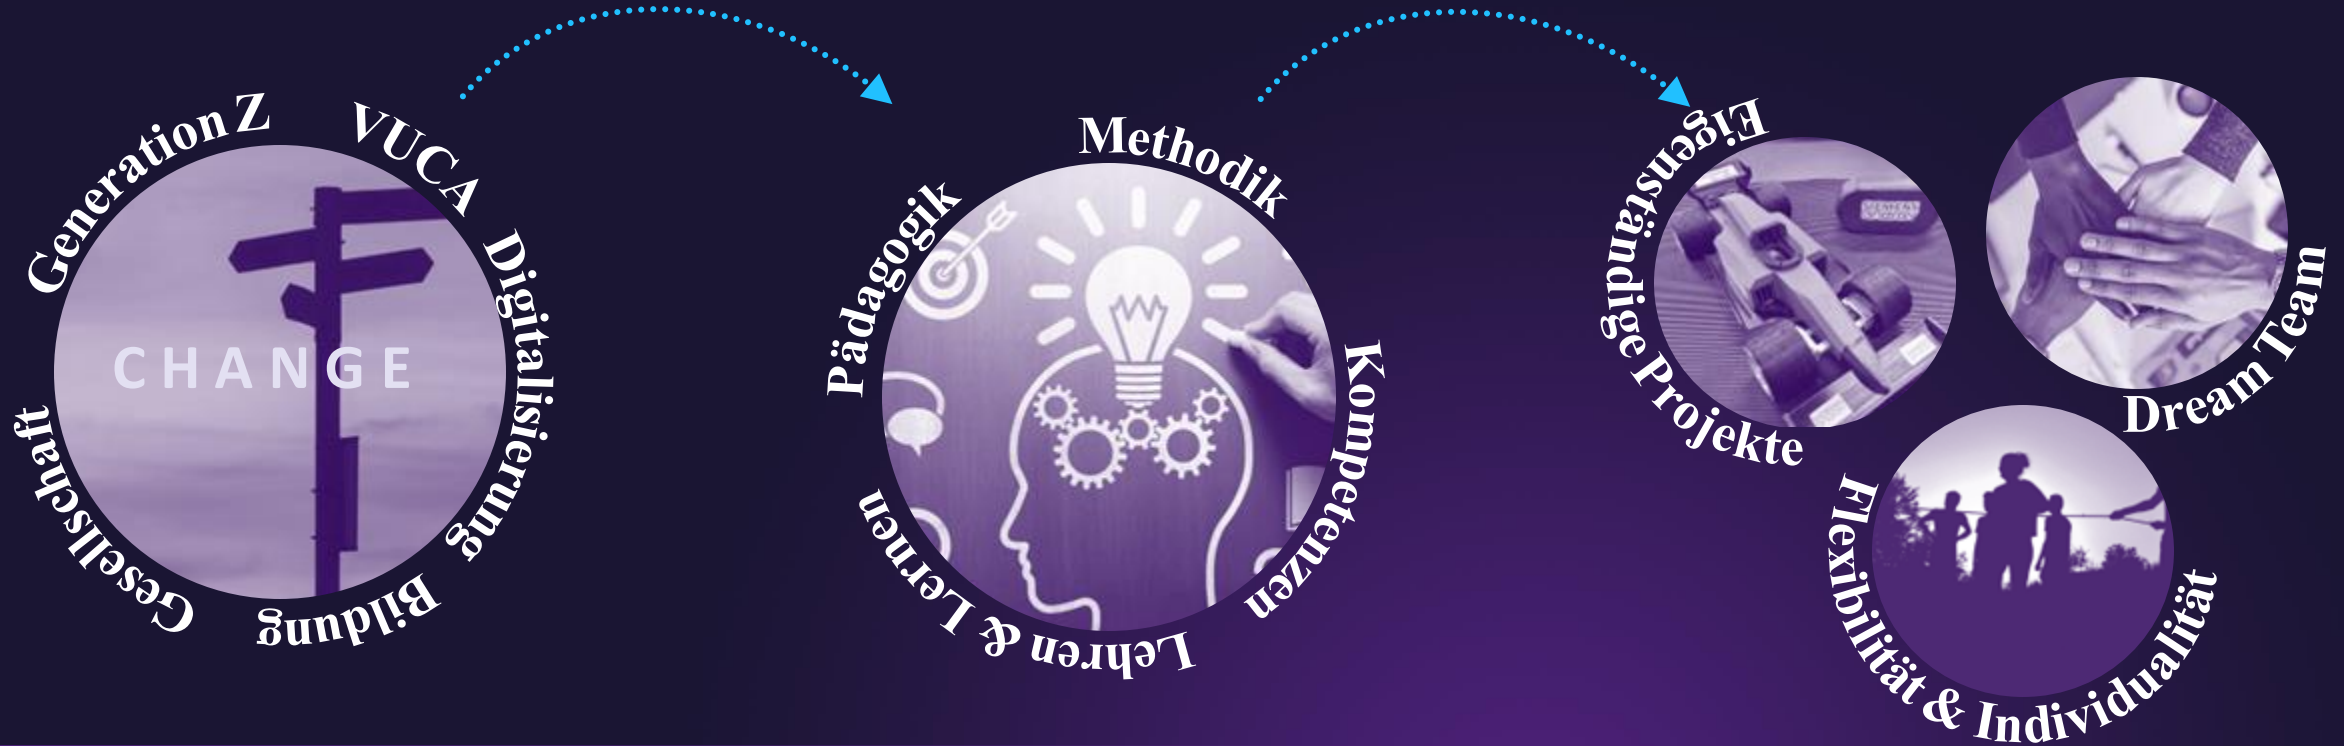 Generation Z
VUCA
Digitalisierung
Bildung
Gesellschaft
CHANGE
Pädagogik
Methodik
Kompetenzen
Lehren & Lernen
Eigenständige Projekte
Dream Team
Flexibilität & Individualität